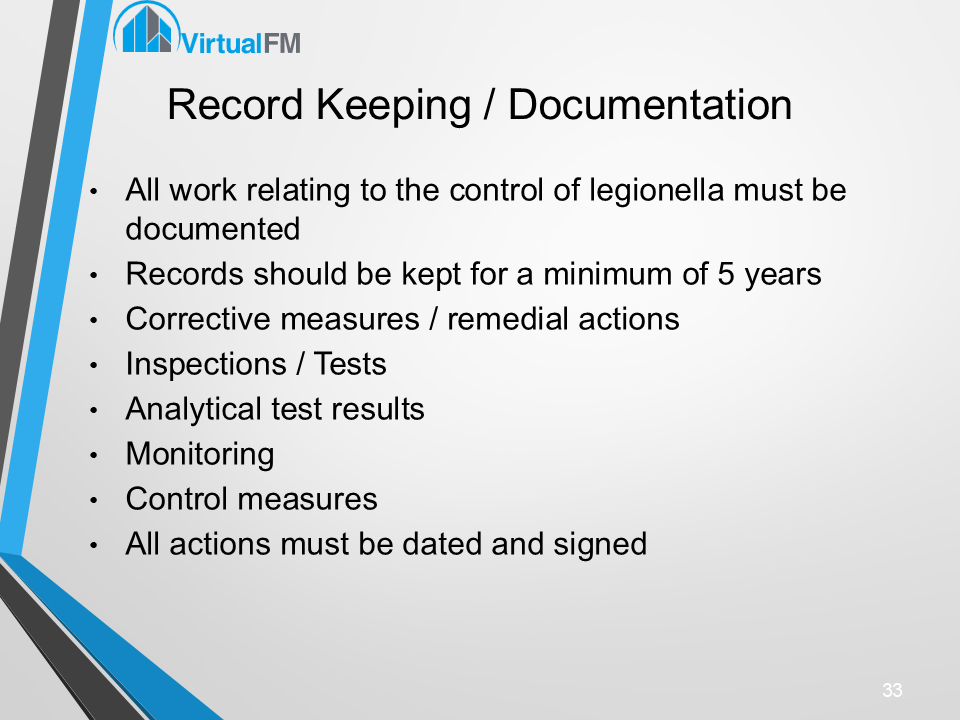 VirtualFM
Record Keeping / Documentation
• All work relating to the control of legionella must be
documented
• Records should be kept for a minimum of 5 years
• Corrective measures / remedial actions
• Inspections / Tests
• Analytical test results
• Monitoring
• Control measures
• All actions must be dated and signed
33